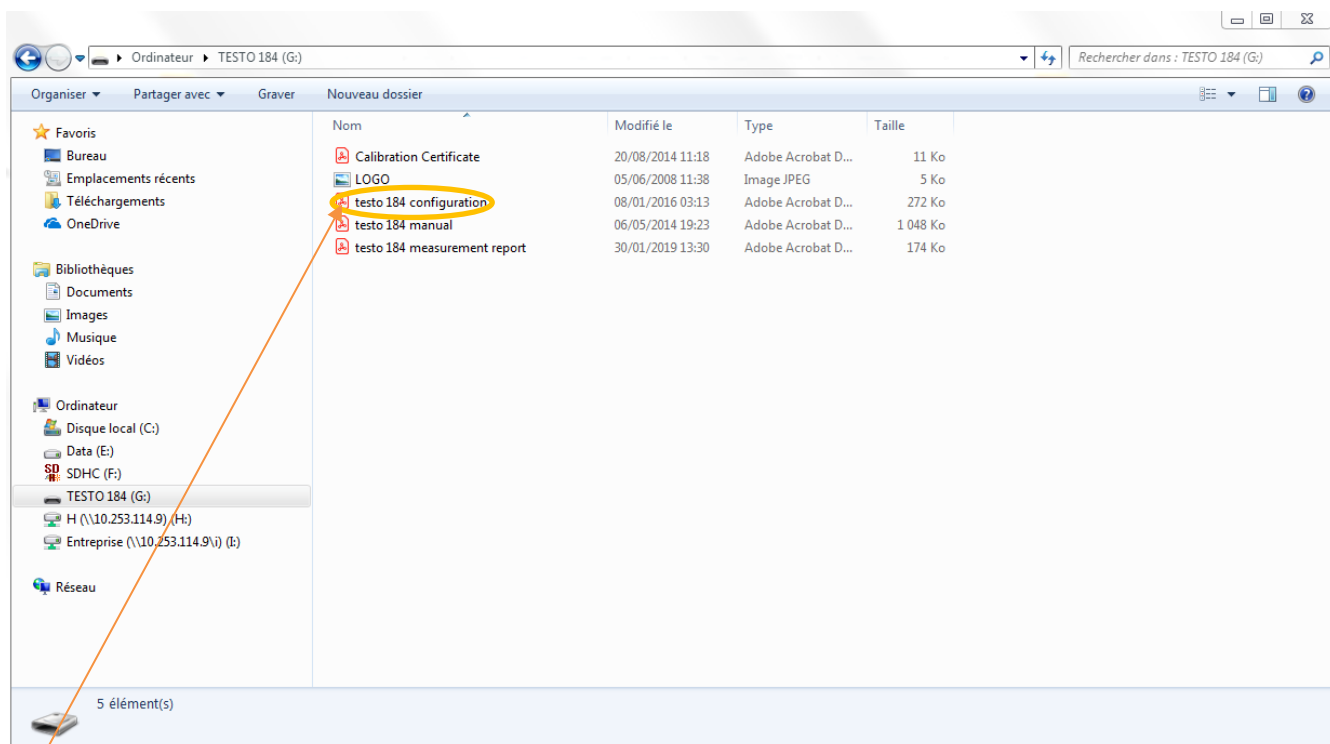 Ordinateur ▸ TESTO 184 (G:)
Rechercher dans : TESTO 184 (G:)
Organiser Partager avec Graver Nouveau dossier
Favoris
Bureau
Emplacements récents
Téléchargements
OneDrive
Bibliothèques
Documents
Images
Musique
Vidéos
Ordinateur
Disque local (C:)
Data (E:)
SDHC (F:)
TESTO 184 (G:)
H (\\10.253.114.9) (H:)
Entreprise (\\10.253.114.9\i) (I:)
Réseau
Nom Modifié le Type Taille
Calibration Certificate 20/08/2014 11:18 Adobe Acrobat D... 11 Ko
LOGO 05/06/2008 11:38 Image JPEG 5 Ko
testo 184 configuration 08/01/2016 03:13 Adobe Acrobat D... 272 Ko
testo 184 manual 06/05/2014 19:23 Adobe Acrobat D... 1 048 Ko
testo 184 measurement report 30/01/2019 13:30 Adobe Acrobat D... 174 Ko
5 élément(s)